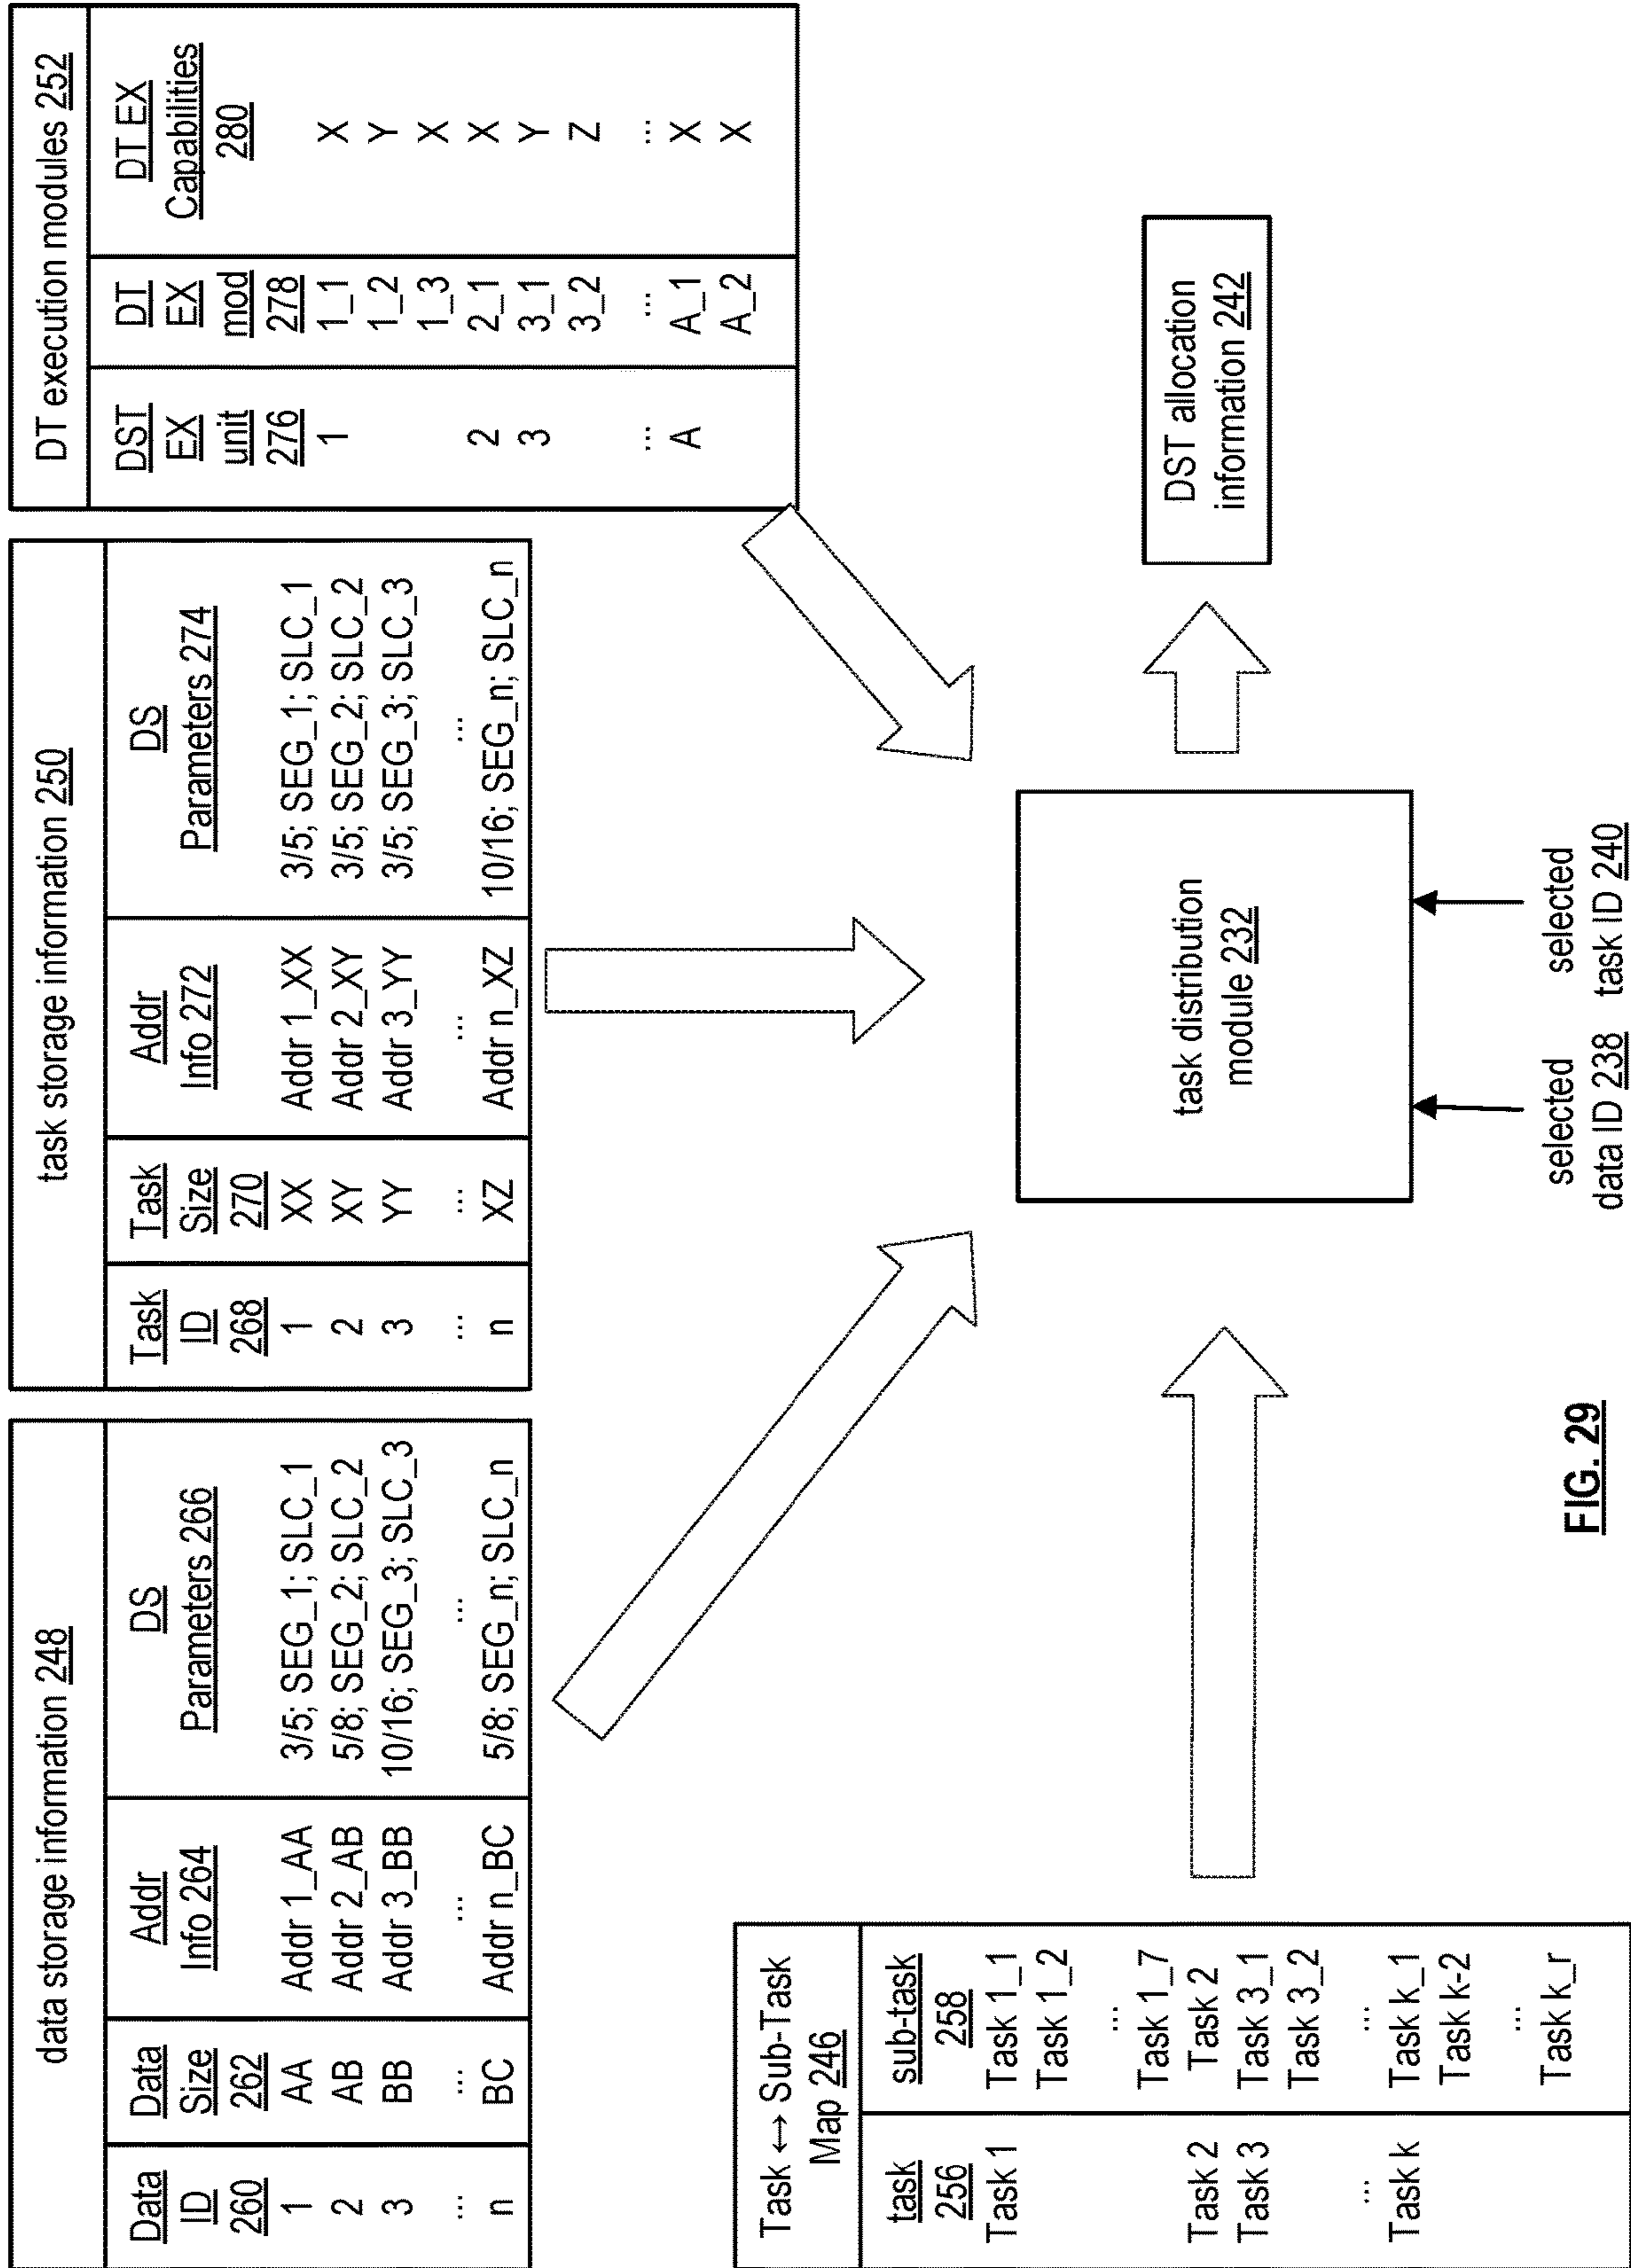 data storage information 248
Data ID 260 | Data Size 262 | Addr Info 264 | DS Parameters 266
1 | AA | Addr 1_AA | 3/5; SEG_1; SLC_1
2 | AB | Addr 2_AB | 5/8; SEG_2; SLC_2
3 | BB | Addr 3_BB | 10/16; SEG_3; SLC_3
... | ... | ... | ...
n | BC | Addr n_BC | 5/8; SEG_n; SLC_n
task storage information 250
Task ID 268 | Task Size 270 | Addr Info 272 | DS Parameters 274
1 | XX | Addr 1_XX | 3/5; SEG_1; SLC_1
2 | XY | Addr 2_XY | 3/5; SEG_2; SLC_2
3 | YY | Addr 3_YY | 3/5; SEG_3; SLC_3
... | ... | ... | ...
n | XZ | Addr n_XZ | 10/16; SEG_n; SLC_n
DT execution modules 252
DST EX unit 276 | DT EX mod 278 | DT EX Capabilities 280
1 | 1_1 | X
1_2 | Y
1_3 | X
2 | 2_1 | X
3 | 3_1 | Y
3_2 | Z
... | ... | ...
A | A_1 | X
A_2 | X
Task ↔ Sub-Task
Map 246
task 256 | sub-task 258
Task 1 | Task 1_1
Task 1_2
...
Task 1_7
Task 2 | Task 2
Task 3 | Task 3_1
Task 3_2
... | ...
Task k | Task k_1
Task k-2
...
Task k_r
task distribution
module 232
selected
data ID 238
selected
task ID 240
DST allocation
information 242
FIG. 29